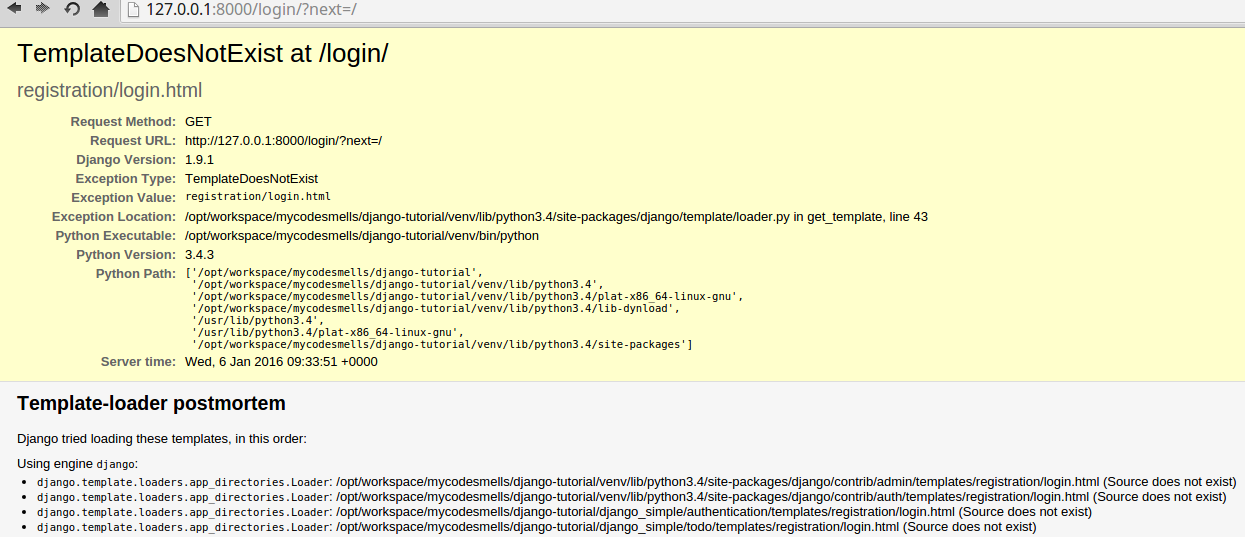 127.0.0.1:8000/login/?next=/
TemplateDoesNotExist at /login/
registration/login.html
Request Method: GET
Request URL: http://127.0.0.1:8000/login/?next=/
Django Version: 1.9.1
Exception Type: TemplateDoesNotExist
Exception Value: registration/login.html
Exception Location: /opt/workspace/mycodesmells/django-tutorial/venv/lib/python3.4/site-packages/django/template/loader.py in get_template, line 43
Python Executable: /opt/workspace/mycodesmells/django-tutorial/venv/bin/python
Python Version: 3.4.3
Python Path: ['/opt/workspace/mycodesmells/django-tutorial',
'/opt/workspace/mycodesmells/django-tutorial/venv/lib/python3.4',
'/opt/workspace/mycodesmells/django-tutorial/venv/lib/python3.4/plat-x86_64-linux-gnu',
'/opt/workspace/mycodesmells/django-tutorial/venv/lib/python3.4/lib-dynload',
'/usr/lib/python3.4',
'/usr/lib/python3.4/plat-x86_64-linux-gnu',
'/opt/workspace/mycodesmells/django-tutorial/venv/lib/python3.4/site-packages']
Server time: Wed, 6 Jan 2016 09:33:51 +0000
Template-loader postmortem
Django tried loading these templates, in this order:
Using engine django:
• django.template.loaders.app_directories.Loader: /opt/workspace/mycodesmells/django-tutorial/venv/lib/python3.4/site-packages/django/contrib/admin/templates/registration/login.html (Source does not exist)
• django.template.loaders.app_directories.Loader: /opt/workspace/mycodesmells/django-tutorial/venv/lib/python3.4/site-packages/django/contrib/auth/templates/registration/login.html (Source does not exist)
• django.template.loaders.app_directories.Loader: /opt/workspace/mycodesmells/django-tutorial/django_simple/authentication/templates/registration/login.html (Source does not exist)
• django.template.loaders.app_directories.Loader: /opt/workspace/mycodesmells/django-tutorial/django_simple/todo/templates/registration/login.html (Source does not exist)